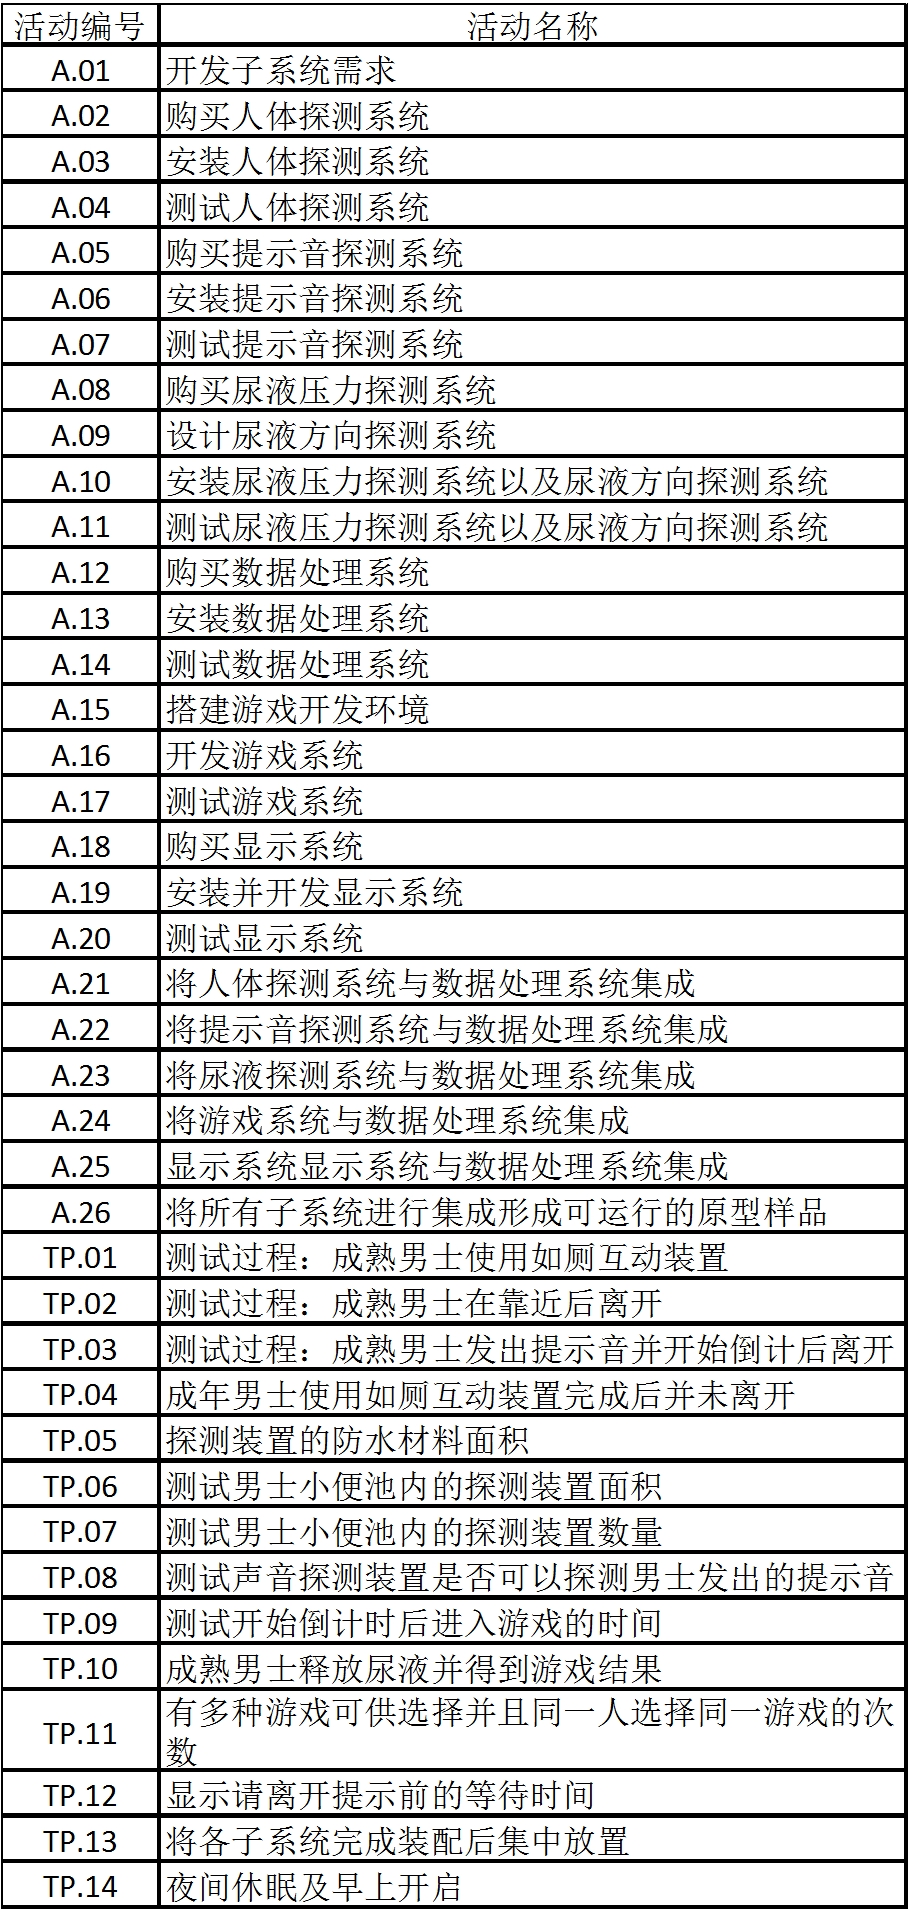 活动编号 活动名称
A.01 开发子系统需求
A.02 购买人体探测系统
A.03 安装人体探测系统
A.04 测试人体探测系统
A.05 购买提示音探测系统
A.06 安装提示音探测系统
A.07 测试提示音探测系统
A.08 购买尿液压力探测系统
A.09 设计尿液方向探测系统
A.10 安装尿液压力探测系统以及尿液方向探测系统
A.11 测试尿液压力探测系统以及尿液方向探测系统
A.12 购买数据处理系统
A.13 安装数据处理系统
A.14 测试数据处理系统
A.15 搭建游戏开发环境
A.16 开发游戏系统
A.17 测试游戏系统
A.18 购买显示系统
A.19 安装并开发显示系统
A.20 测试显示系统
A.21 将人体探测系统与数据处理系统集成
A.22 将提示音探测系统与数据处理系统集成
A.23 将尿液探测系统与数据处理系统集成
A.24 将游戏系统与数据处理系统集成
A.25 显示系统显示系统与数据处理系统集成
A.26 将所有子系统进行集成形成可运行的原型样品
TP.01 测试过程：成熟男士使用如厕互动装置
TP.02 测试过程：成熟男士在靠近后离开
TP.03 测试过程：成熟男士发出提示音并开始倒计后离开
TP.04 成年男士使用如厕互动装置完成后并未离开
TP.05 探测装置的防水材料面积
TP.06 测试男士小便池内的探测装置面积
TP.07 测试男士小便池内的探测装置数量
TP.08 测试声音探测装置是否可以探测男士发出的提示音
TP.09 测试开始倒计时后进入游戏的时间
TP.10 成熟男士释放尿液并得到游戏结果
TP.11 有多种游戏可供选择并且同一人选择同一游戏的次
数
TP.12 显示请离开提示前的等待时间
TP.13 将各子系统完成装配后集中放置
TP.14 夜间休眠及早上开启